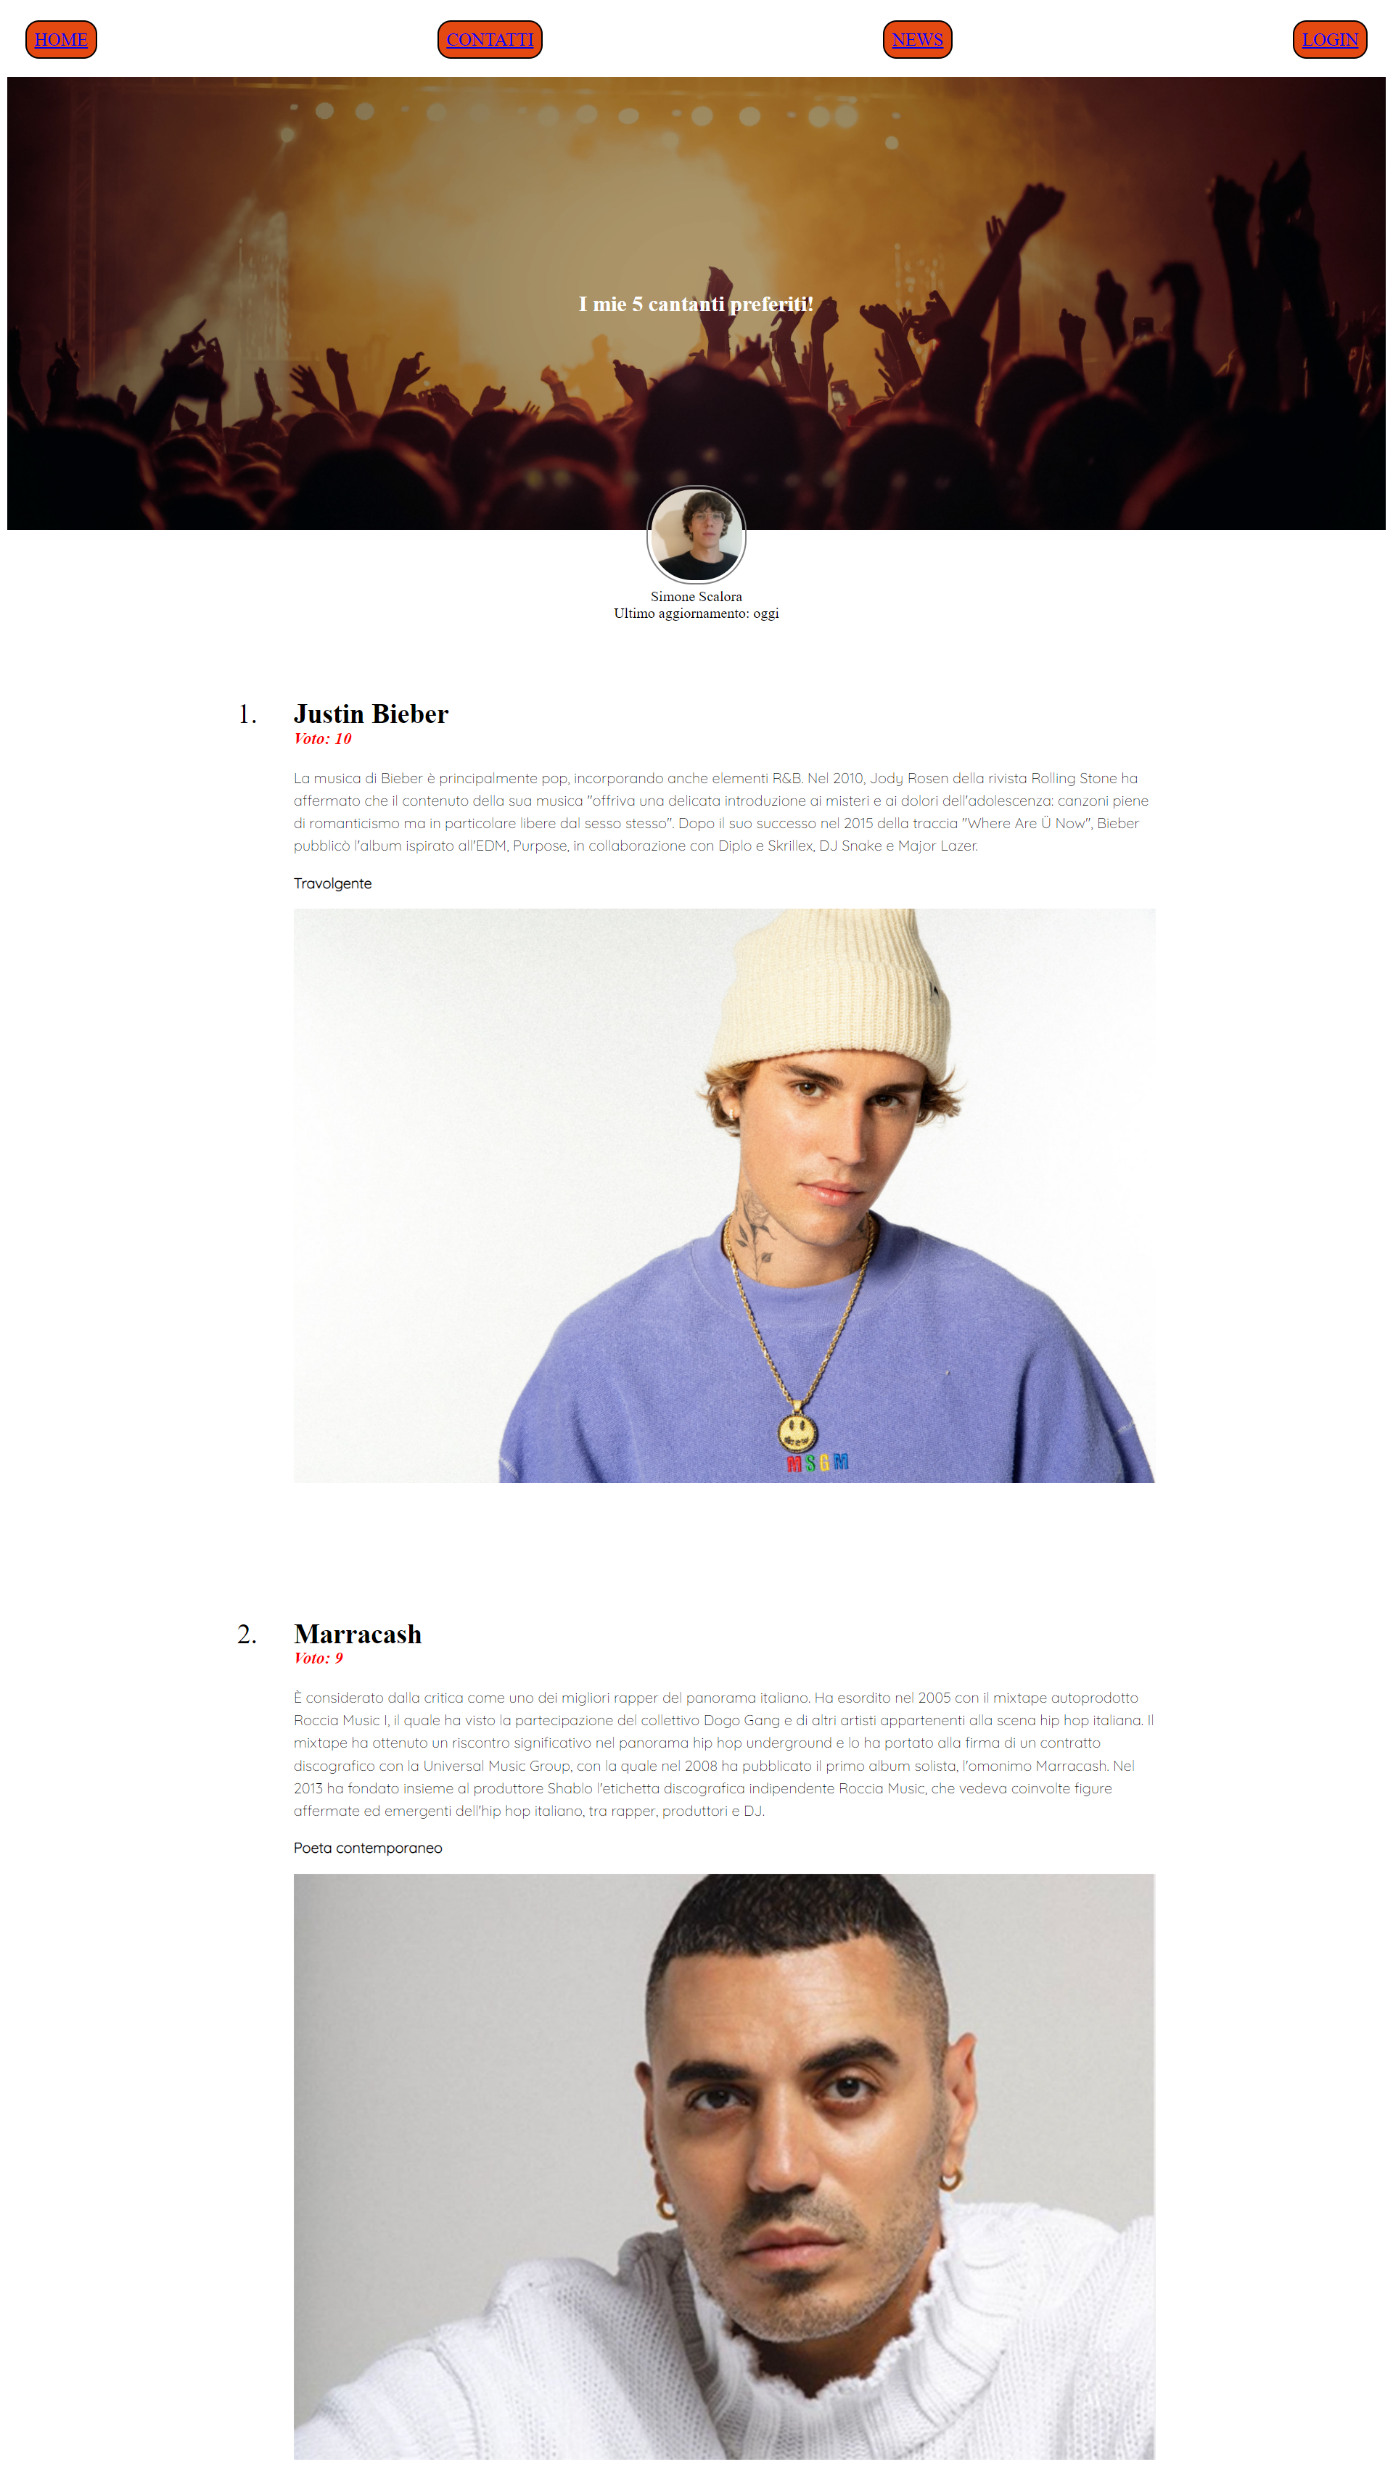 HOME CONTATTI NEWS LOGIN
I mie 5 cantanti preferiti!
Simone Scalora
Ultimo aggiornamento: oggi
1. Justin Bieber
Voto: 10
La musica di Bieber è principalmente pop, incorporando anche elementi R&B. Nel 2010, Jody Rosen della rivista Rolling Stone ha
affermato che il contenuto della sua musica "offriva una delicata introduzione ai misteri e ai dolori dell'adolescenza: canzoni piene
di romanticismo ma in particolare libere dal sesso stesso". Dopo il suo successo nel 2015 della traccia "Where Are Ü Now", Bieber
pubblicò l'album ispirato all'EDM, Purpose, in collaborazione con Diplo e Skrillex, DJ Snake e Major Lazer.
Travolgente
MSGM
2. Marracash
Voto: 9
È considerato dalla critica come uno dei migliori rapper del panorama italiano. Ha esordito nel 2005 con il mixtape autoprodotto
Roccia Music I, il quale ha visto la partecipazione del collettivo Dogo Gang e di altri artisti appartenenti alla scena hip hop italiana. Il
mixtape ha ottenuto un riscontro significativo nel panorama hip hop underground e lo ha portato alla firma di un contratto
discografico con la Universal Music Group, con la quale nel 2008 ha pubblicato il primo album solista, l'omonimo Marracash. Nel
2013 ha fondato insieme al produttore Shablo l'etichetta discografica indipendente Roccia Music, che vedeva coinvolte figure
affermate ed emergenti dell'hip hop italiano, tra rapper, produttori e DJ.
Poeta contemporaneo